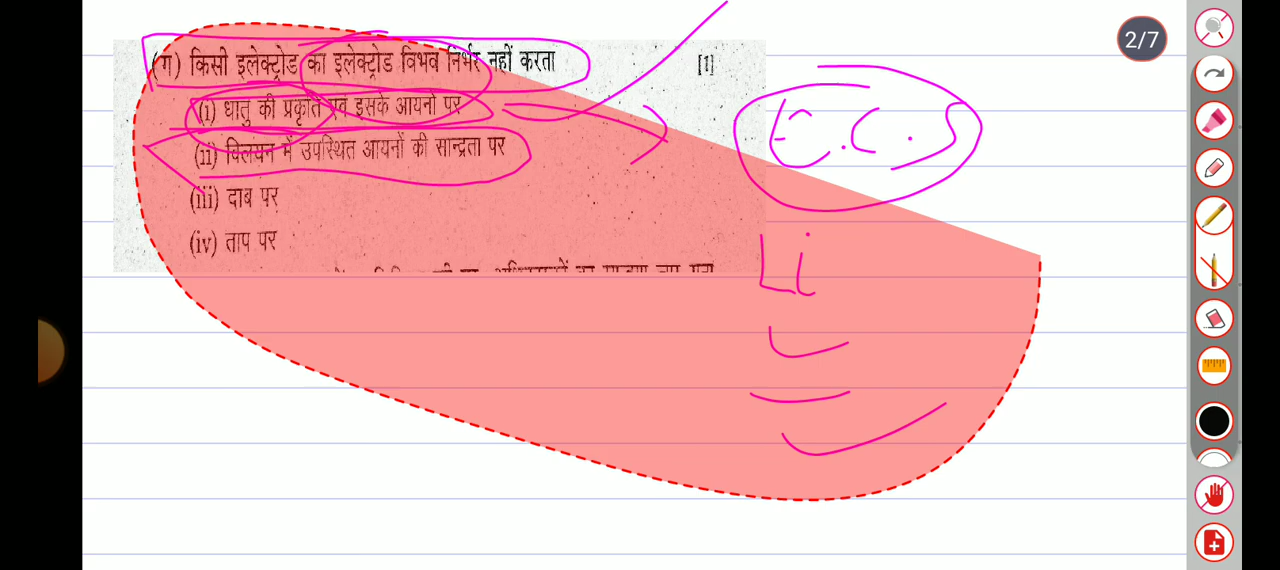 (ग) किसी इलेक्ट्रोड का इलेक्ट्रोड विभव निर्भर नहीं करता [1]
(i) धातु की प्रकृति एवं इसके आयनों पर
(ii) विलयन में उपस्थित आयनों की सान्द्रता पर
(iii) दाब पर
(iv) ताप पर
E.C.S
Li
2/7